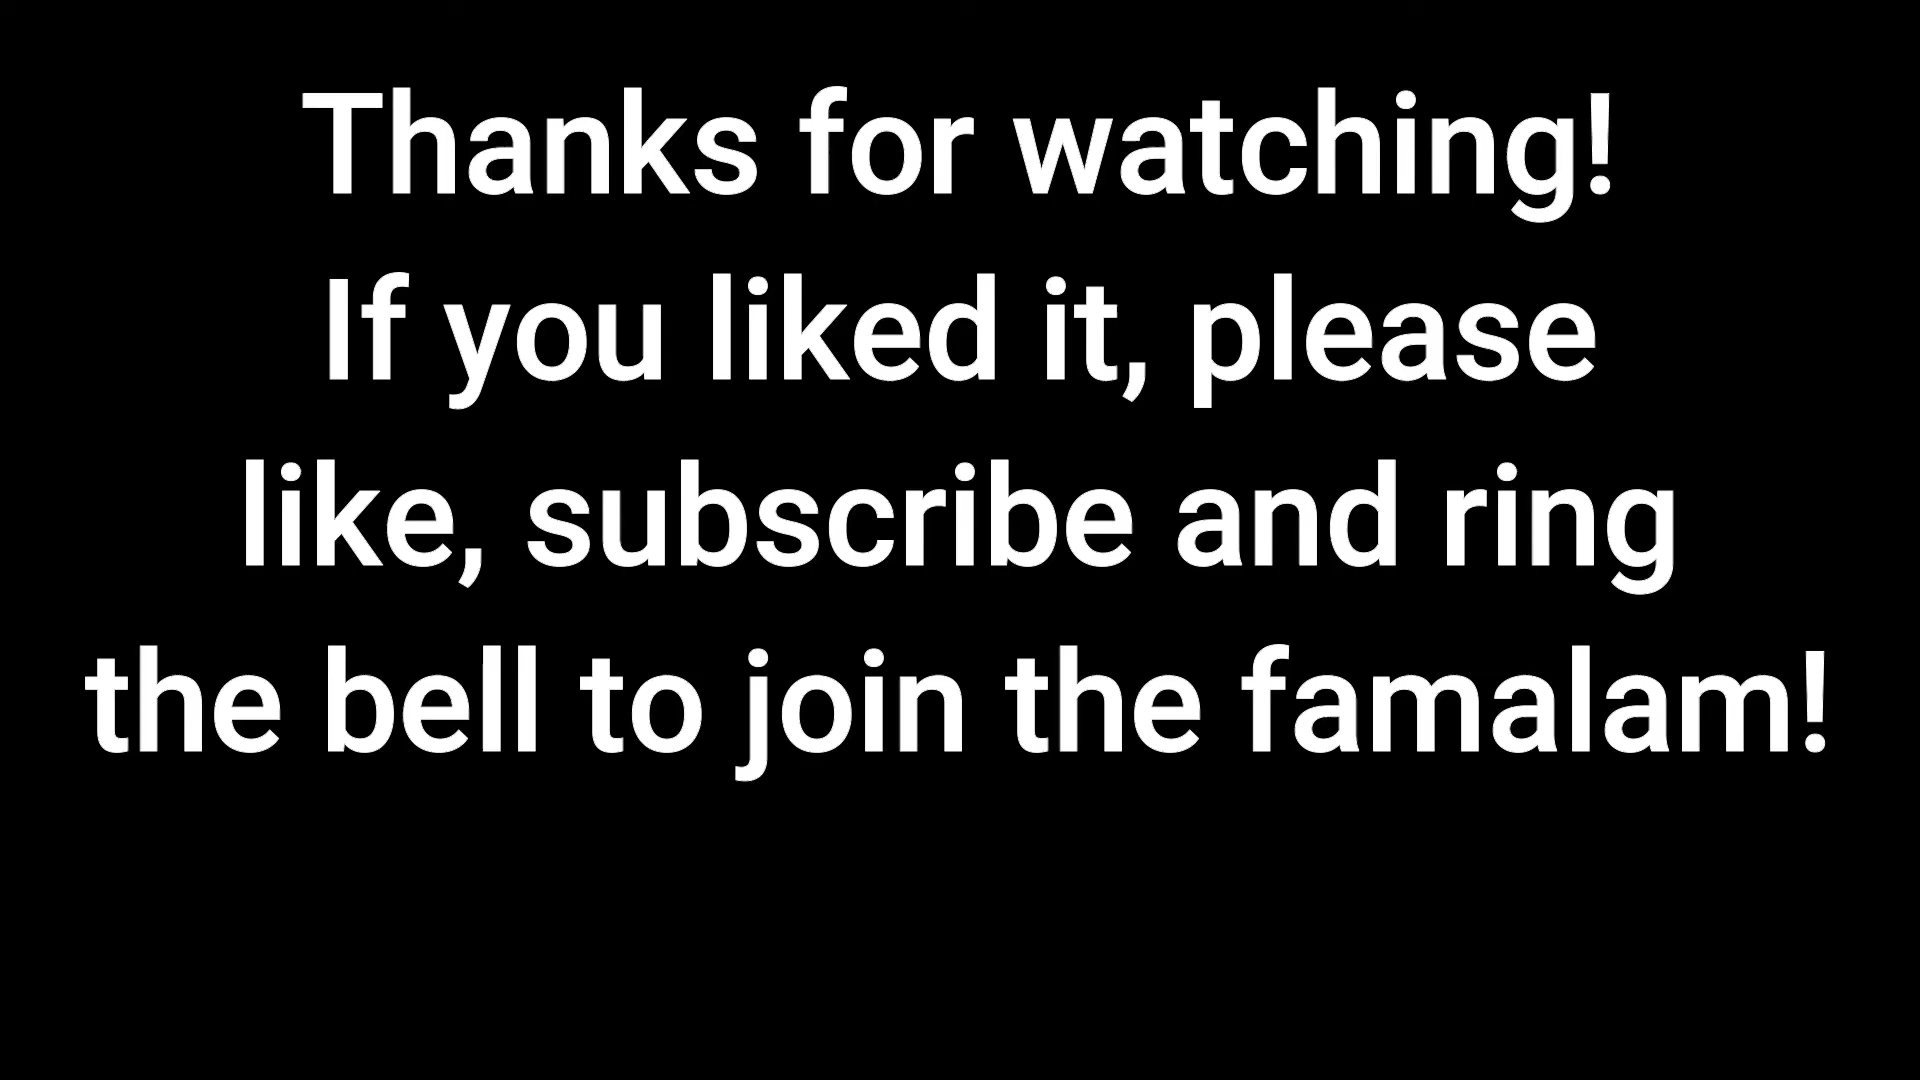 Thanks for watching!
If you liked it, please
like, subscribe and ring
the bell to join the famalam!